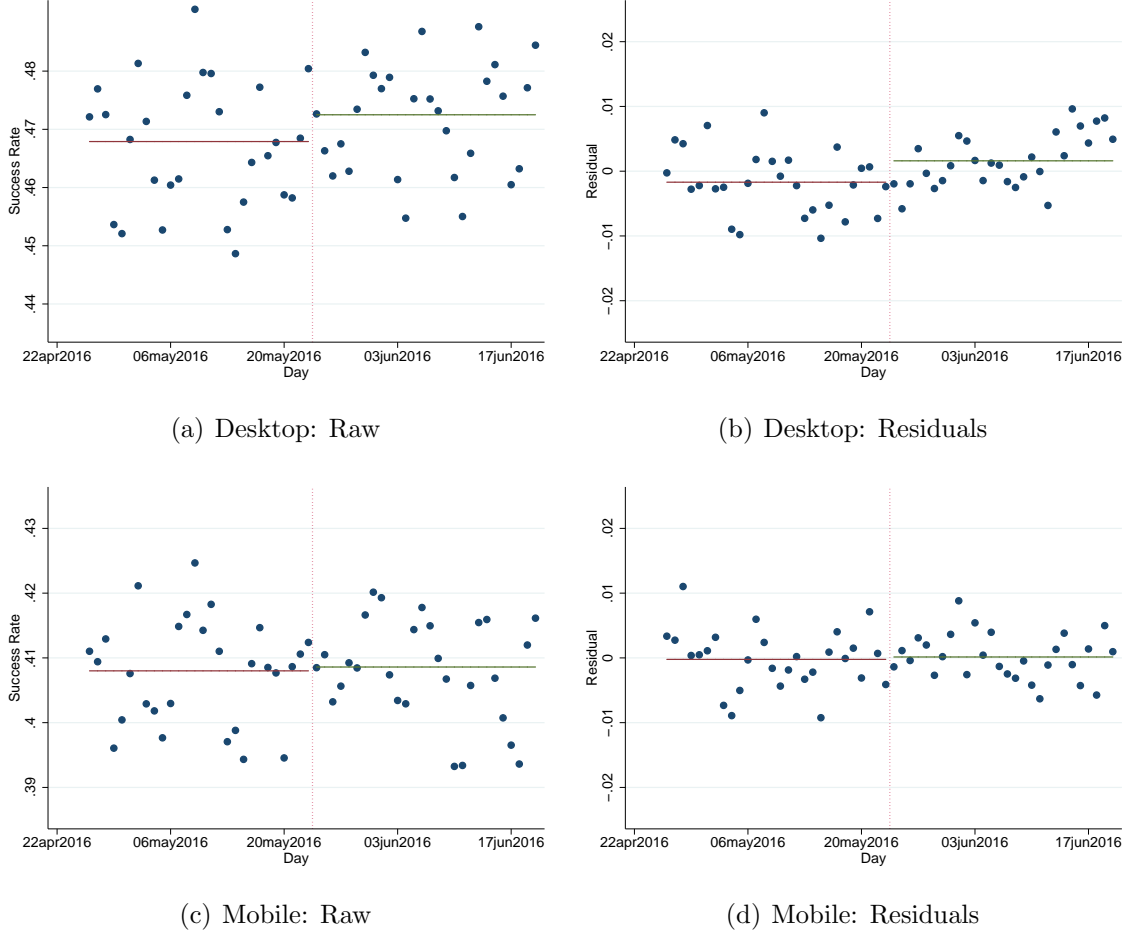 .48
.47
.46
.45
.44
Success Rate
22apr2016 06may2016 20may2016 03jun2016 17jun2016
Day
(a) Desktop: Raw
.02
.01
0
-.01
-.02
Residual
22apr2016 06may2016 20may2016 03jun2016 17jun2016
Day
(b) Desktop: Residuals
.43
.42
.41
.4
.39
Success Rate
22apr2016 06may2016 20may2016 03jun2016 17jun2016
Day
(c) Mobile: Raw
.02
.01
0
-.01
-.02
Residual
22apr2016 06may2016 20may2016 03jun2016 17jun2016
Day
(d) Mobile: Residuals